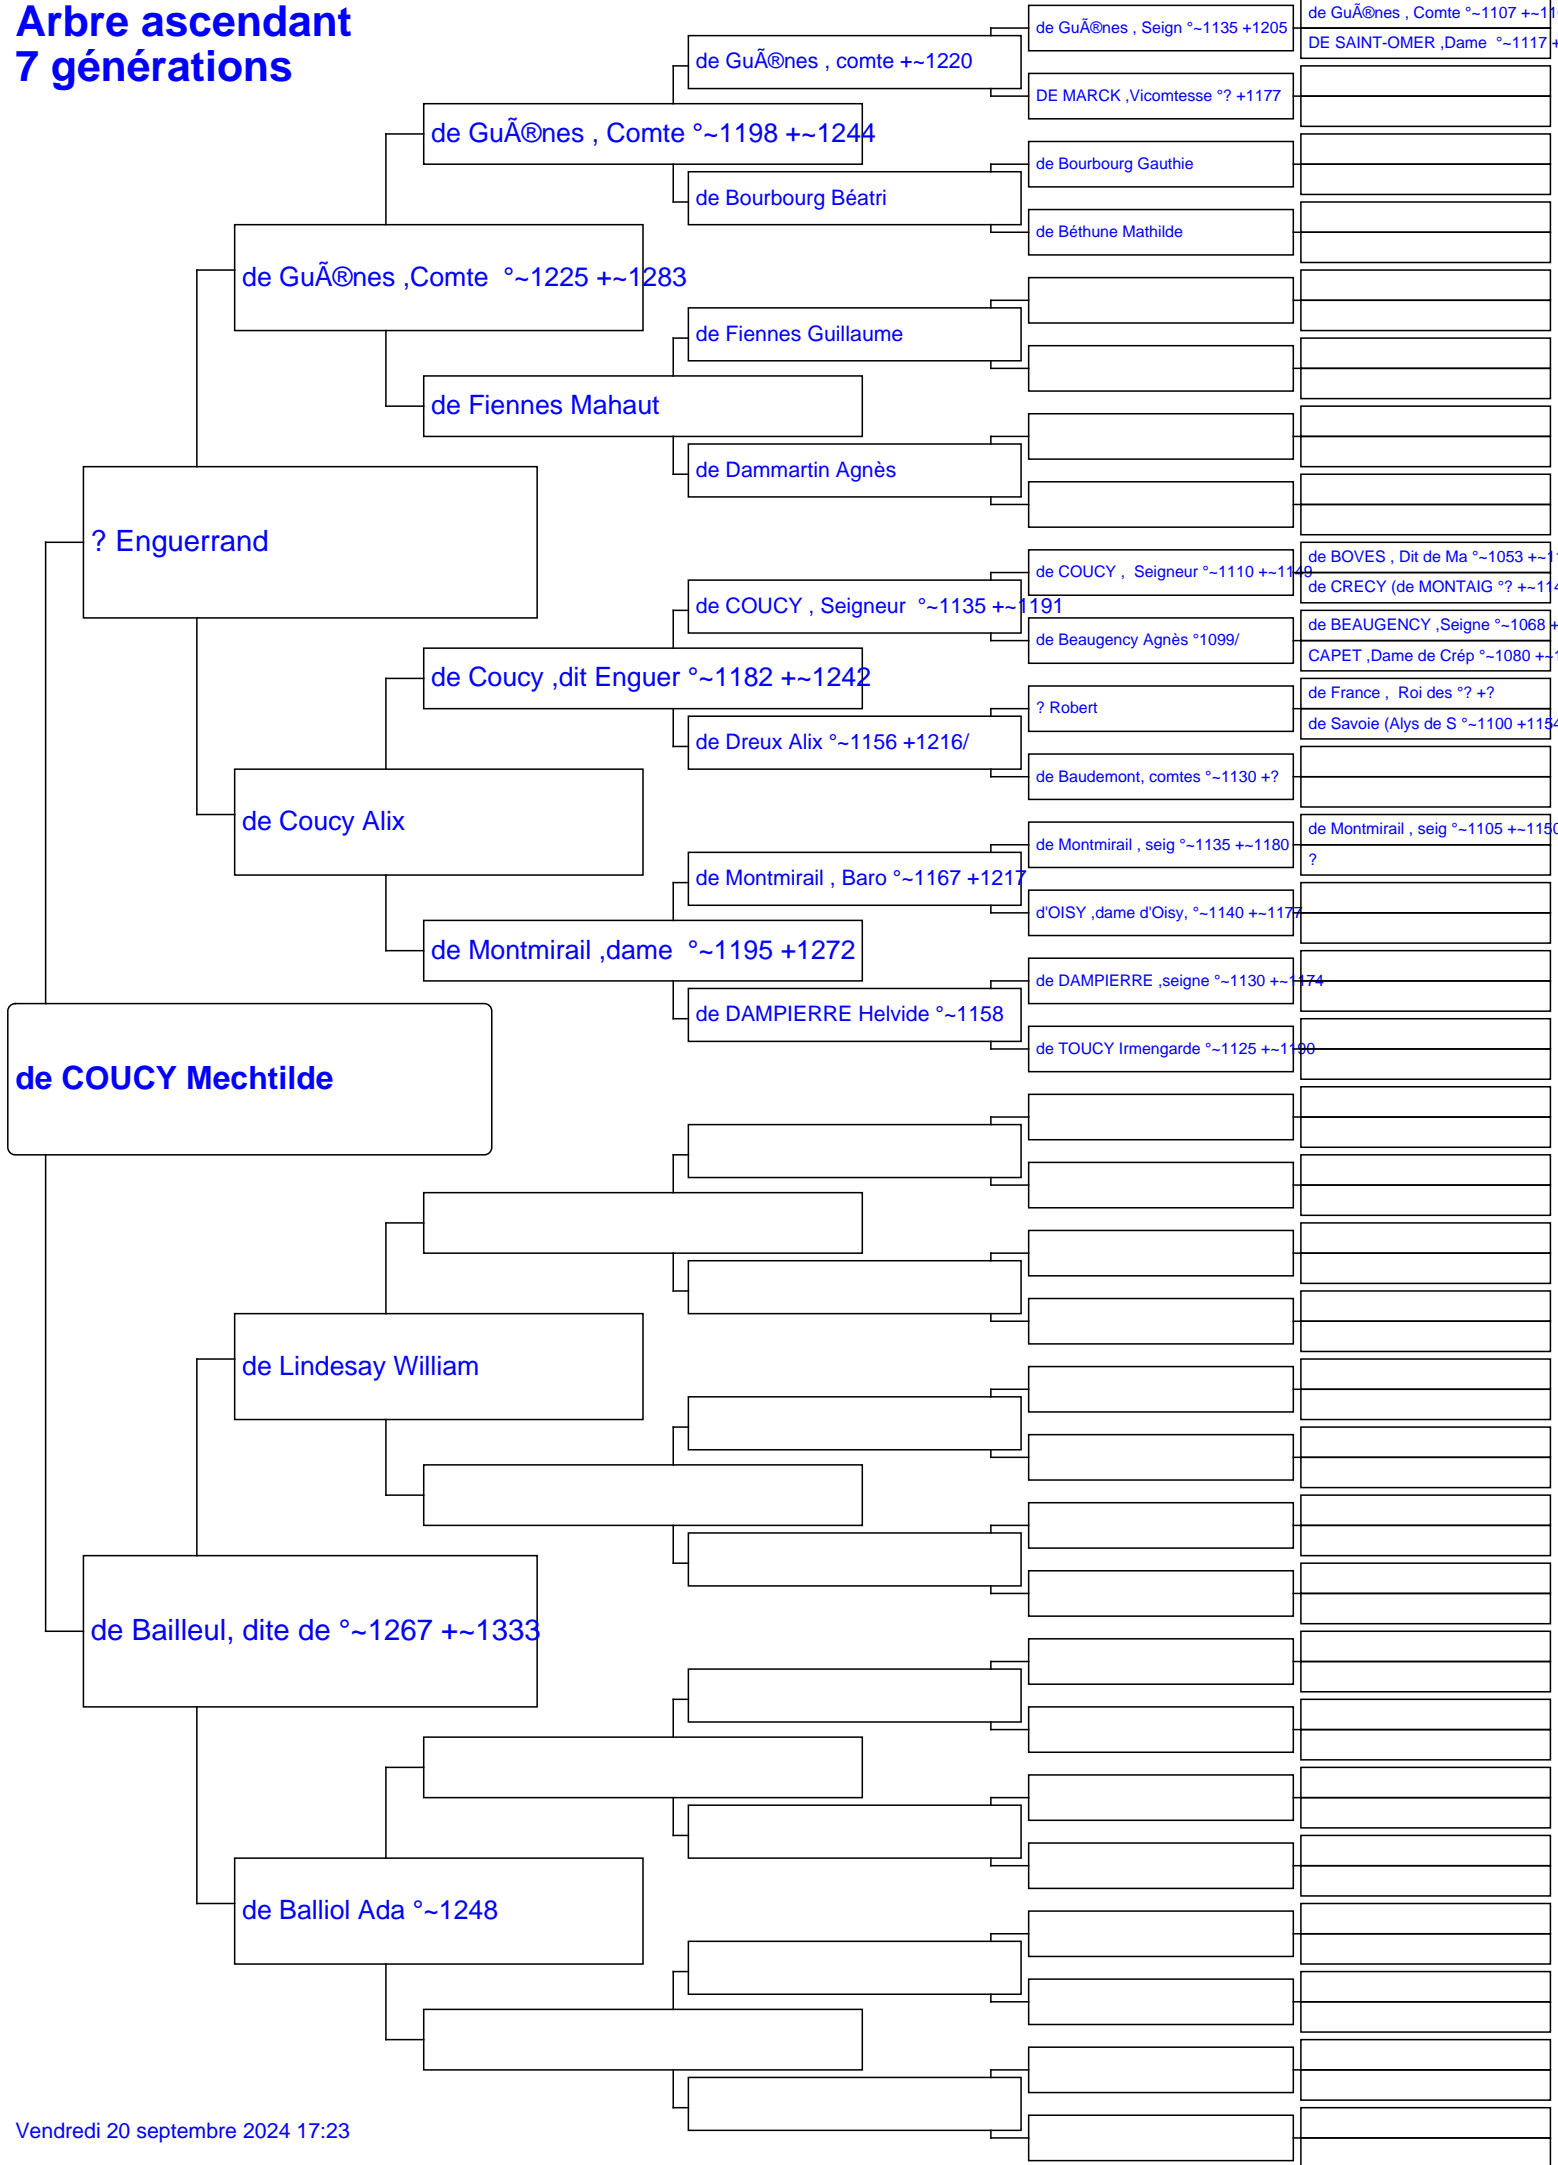 Arbre ascendant
7 générations
de GuÃ®nes , Comte °~1107 +~11
de GuÃ®nes , Seign °~1135 +1205
DE SAINT-OMER ,Dame  °~1117 +
de GuÃ®nes , comte +~1220
DE MARCK ,Vicomtesse °? +1177
de GuÃ®nes , Comte °~1198 +~1244
de Bourbourg Gauthie
de Bourbourg Béatri
de Béthune Mathilde
de GuÃ®nes ,Comte  °~1225 +~1283
de Fiennes Guillaume
de Fiennes Mahaut
de Dammartin Agnès
? Enguerrand
de BOVES , Dit de Ma °~1053 +~1
de COUCY ,  Seigneur °~1110 +~1149
de CRECY (de MONTAIG °? +~114
de COUCY , Seigneur  °~1135 +~1191
de BEAUGENCY ,Seigne °~1068 +
de Beaugency Agnès °1099/
CAPET ,Dame de Crép °~1080 +~1
de Coucy ,dit Enguer °~1182 +~1242
de France ,  Roi des °? +?
? Robert
de Savoie (Alys de S °~1100 +1154
de Dreux Alix °~1156 +1216/
de Baudemont, comtes °~1130 +?
de Coucy Alix
de Montmirail , seig °~1105 +~1150
de Montmirail , seig °~1135 +~1180
?
de Montmirail , Baro °~1167 +1217
d'OISY ,dame d'Oisy, °~1140 +~1177
de Montmirail ,dame  °~1195 +1272
de DAMPIERRE ,seigne °~1130 +~1174
de DAMPIERRE Helvide °~1158
de TOUCY Irmengarde °~1125 +~1190
de COUCY Mechtilde
de Lindesay William
de Bailleul, dite de °~1267 +~1333
de Balliol Ada °~1248
Vendredi 20 septembre 2024 17:23